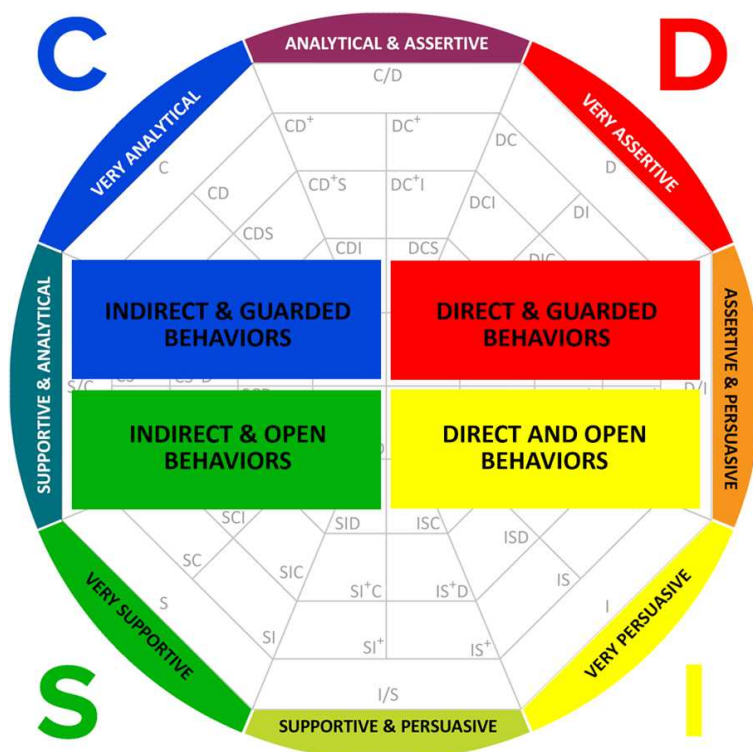 C
D
ANALYTICAL & ASSERTIVE
C/D
VERY ANALYTICAL
VERY ASSERTIVE
CD+
DC+
DC
C
D
CD
CD+S
DC+I
DCI
DI
CDS
CDI
DCS
INDIRECT & GUARDED
BEHAVIORS
DIRECT & GUARDED
BEHAVIORS
SUPPORTIVE & ANALYTICAL
ASSERTIVE & PERSUASIVE
S/C
D/I
INDIRECT & OPEN
BEHAVIORS
DIRECT AND OPEN
BEHAVIORS
SCI
SID
ISC
ISD
SC
SIC
IS
SI+C
IS+D
S
I
SI
SI+
IS+
I/S
VERY SUPPORTIVE
VERY PERSUASIVE
SUPPORTIVE & PERSUASIVE
S
I